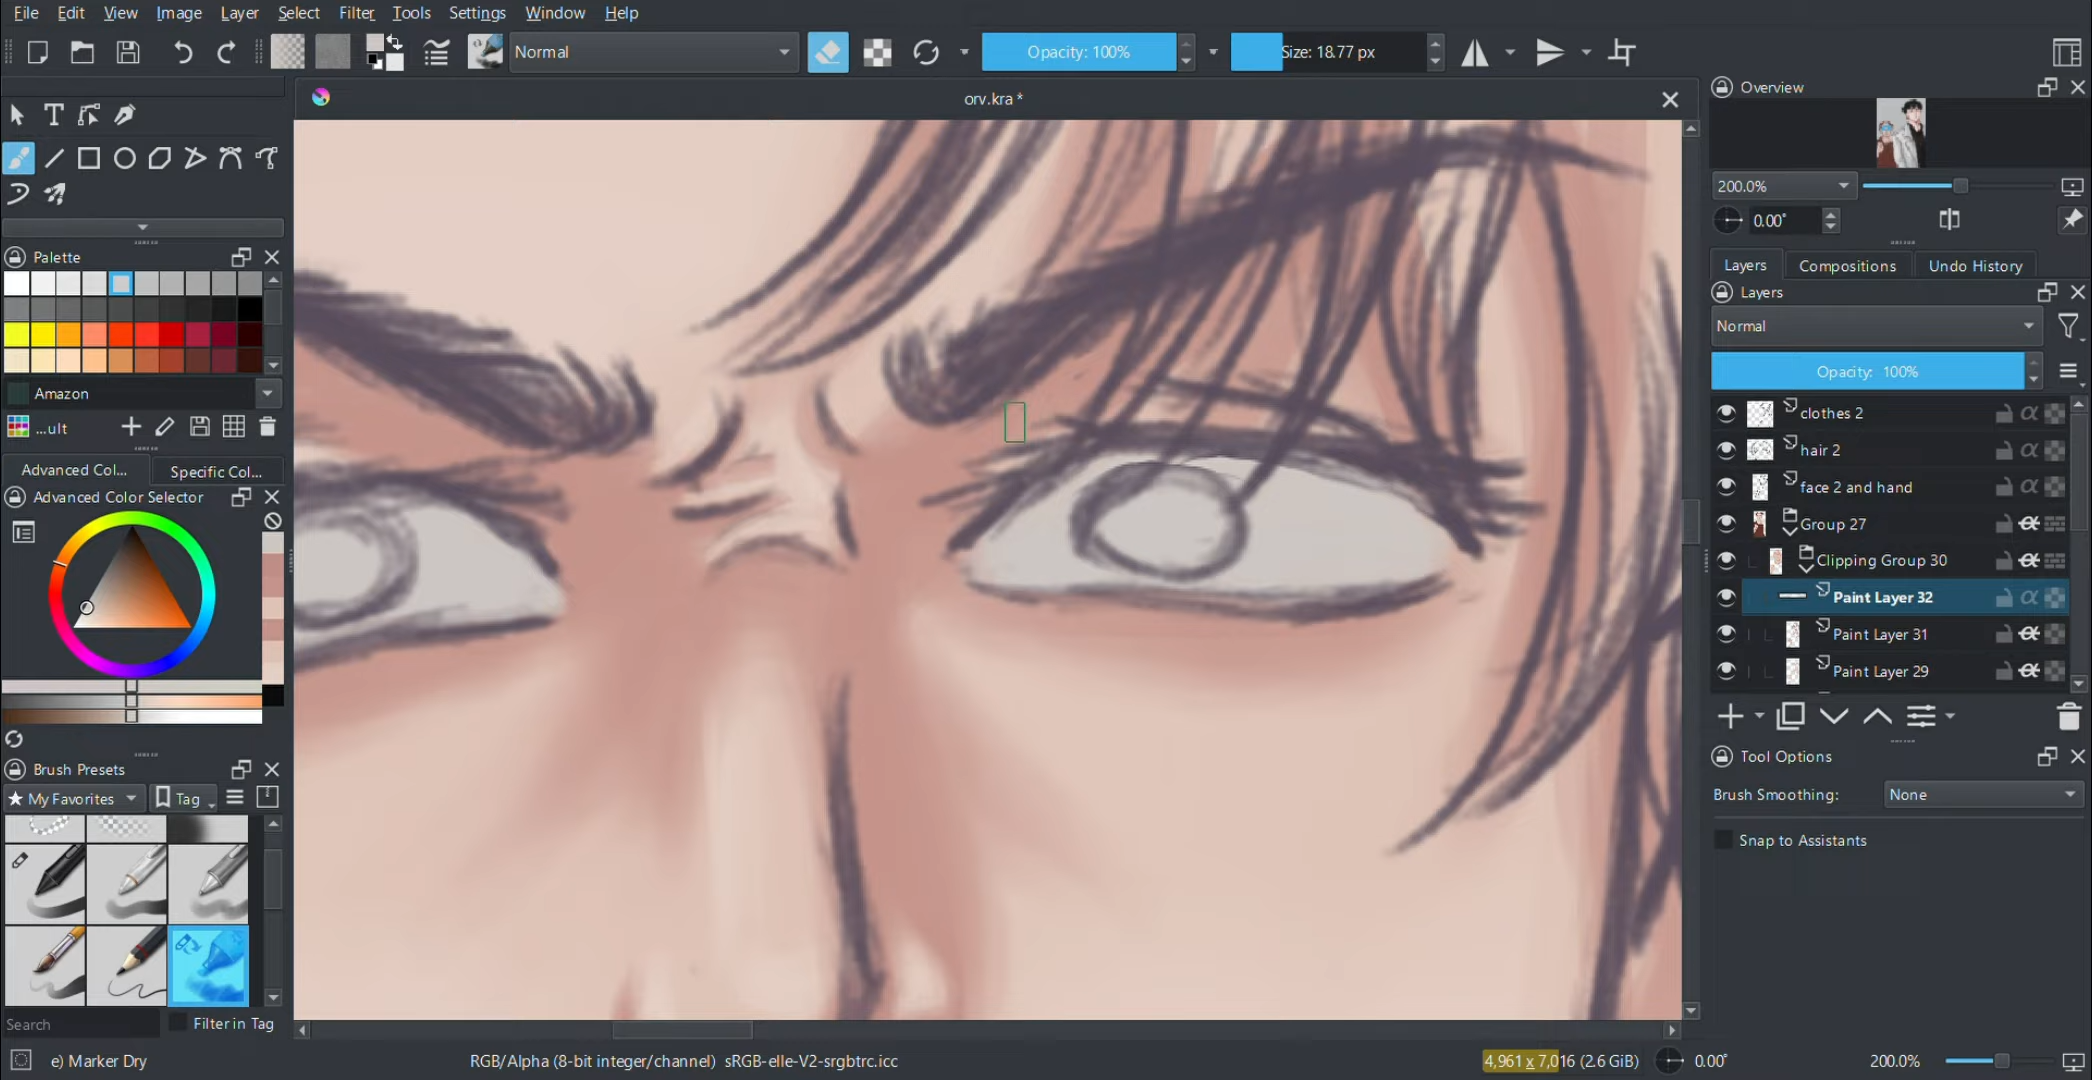 File Edit View Image Layer Select Filter Tools Settings Window Help
Normal
Opacity: 100%
Size: 18.77 px
orv.kra *
Overview
200.0%
0.00°
Palette
Amazon
...ult
Advanced Col...
Specific Col...
Advanced Color Selector
Brush Presets
My Favorites
Tag
Search
Filter in Tag
Layers
Compositions
Undo History
Layers
Normal
Opacity: 100%
clothes 2
hair 2
face 2 and hand
Group 27
Clipping Group 30
Paint Layer 32
Paint Layer 31
Paint Layer 29
Tool Options
Brush Smoothing:
None
Snap to Assistants
e) Marker Dry
RGB/Alpha (8-bit integer/channel) sRGB-elle-V2-srgbtrc.icc
4,961 x 7,016 (2.6 GiB)
0.00°
200.0%